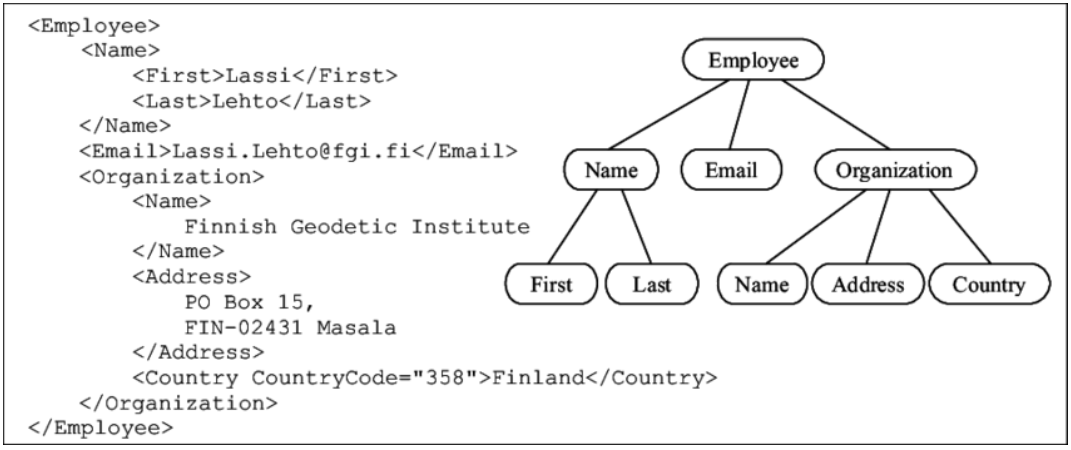 <Employee>
<Name>
<First>Lassi</First>
<Last>Lehto</Last>
</Name>
<Email>Lassi.Lehto@fgi.fi</Email>
<Organization>
<Name>
Finnish Geodetic Institute
</Name>
<Address>
PO Box 15,
FIN-02431 Masala
</Address>
<Country CountryCode="358">Finland</Country>
</Organization>
</Employee>
Employee
Name Email Organization
First Last Name Address Country